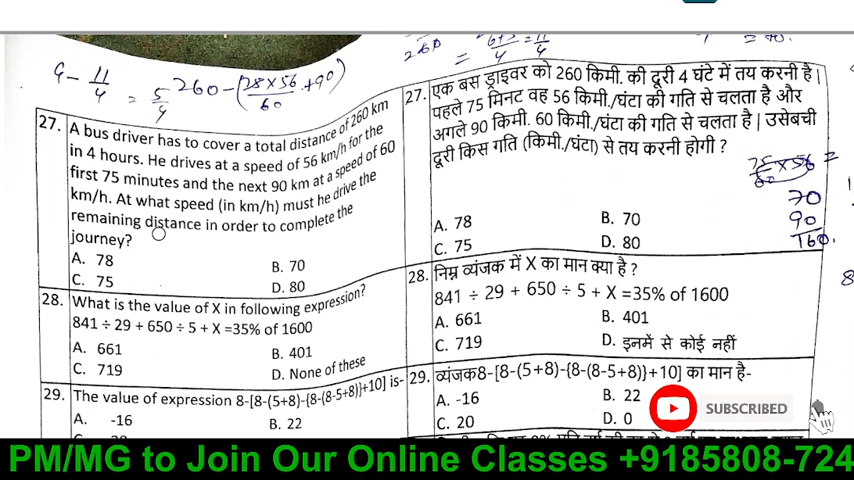 4 - 11/4 = 5/4
260 - (28×56/60 + 90)
260
= 6+5/4 = 11/4
27. A bus driver has to cover a total distance of 260 km
in 4 hours. He drives at a speed of 56 km/h for the
first 75 minutes and the next 90 km at a speed of 60
km/h. At what speed (in km/h) must he drive the
remaining distance in order to complete the
journey?
A. 78 B. 70
C. 75 D. 80
28. What is the value of X in following expression?
841 ÷ 29 + 650 ÷ 5 + X =35% of 1600
A. 661 B. 401
C. 719 D. None of these
29. The value of expression 8-[8-(5+8)-{8-(8-5+8)}+10] is-
A. -16 B. 22
27. एक बस ड्राइवर को 260 किमी. की दूरी 4 घंटे में तय करनी है |
पहले 75 मिनट वह 56 किमी./घंटा की गति से चलता है और
अगले 90 किमी. 60 किमी./घंटा की गति से चलता है | उसेबची
दूरी किस गति (किमी./घंटा) से तय करनी होगी ?
A. 78 B. 70
C. 75 D. 80
75/60 × 56 =
70
90
160.
28. निम्न व्यंजक में X का मान क्या है ?
841 ÷ 29 + 650 ÷ 5 + X =35% of 1600
A. 661 B. 401
C. 719 D. इनमें से कोई नहीं
29. व्यंजक8-[8-(5+8)-{8-(8-5+8)}+10] का मान है-
A. -16 B. 22
C. 20 D. 0
SUBSCRIBED
PM/MG to Join Our Online Classes +9185808-724